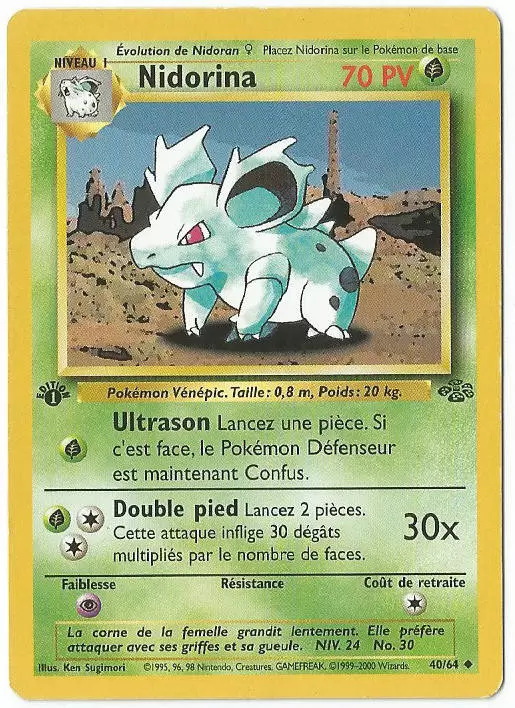 Évolution de Nidoran ♀ Placez Nidorina sur le Pokémon de base
NIVEAU 1
Nidorina 70 PV
EDITION
1
Pokémon Vénépic. Taille: 0,8 m, Poids: 20 kg.
Ultrason Lancez une pièce. Si
c'est face, le Pokémon Défenseur
est maintenant Confus.
Double pied Lancez 2 pièces.
Cette attaque inflige 30 dégâts
multipliés par le nombre de faces.
30x
Faiblesse Résistance Coût de retraite
La corne de la femelle grandit lentement. Elle préfère
attaquer avec ses griffes et sa gueule. NIV. 24 No. 30
Illus. Ken Sugimori ©1995, 96, 98 Nintendo, Creatures, GAMEFREAK. ©1999-2000 Wizards. 40/64 ◆